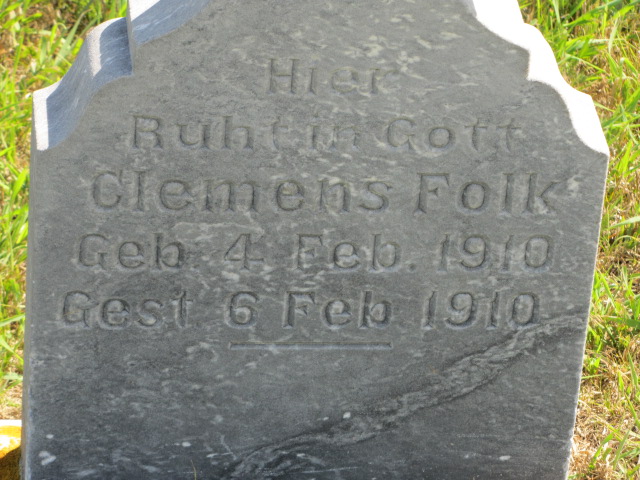 Hier
Ruht in Gott
Clemens Folk
Geb 4 Feb. 1910
Gest 6 Feb 1910